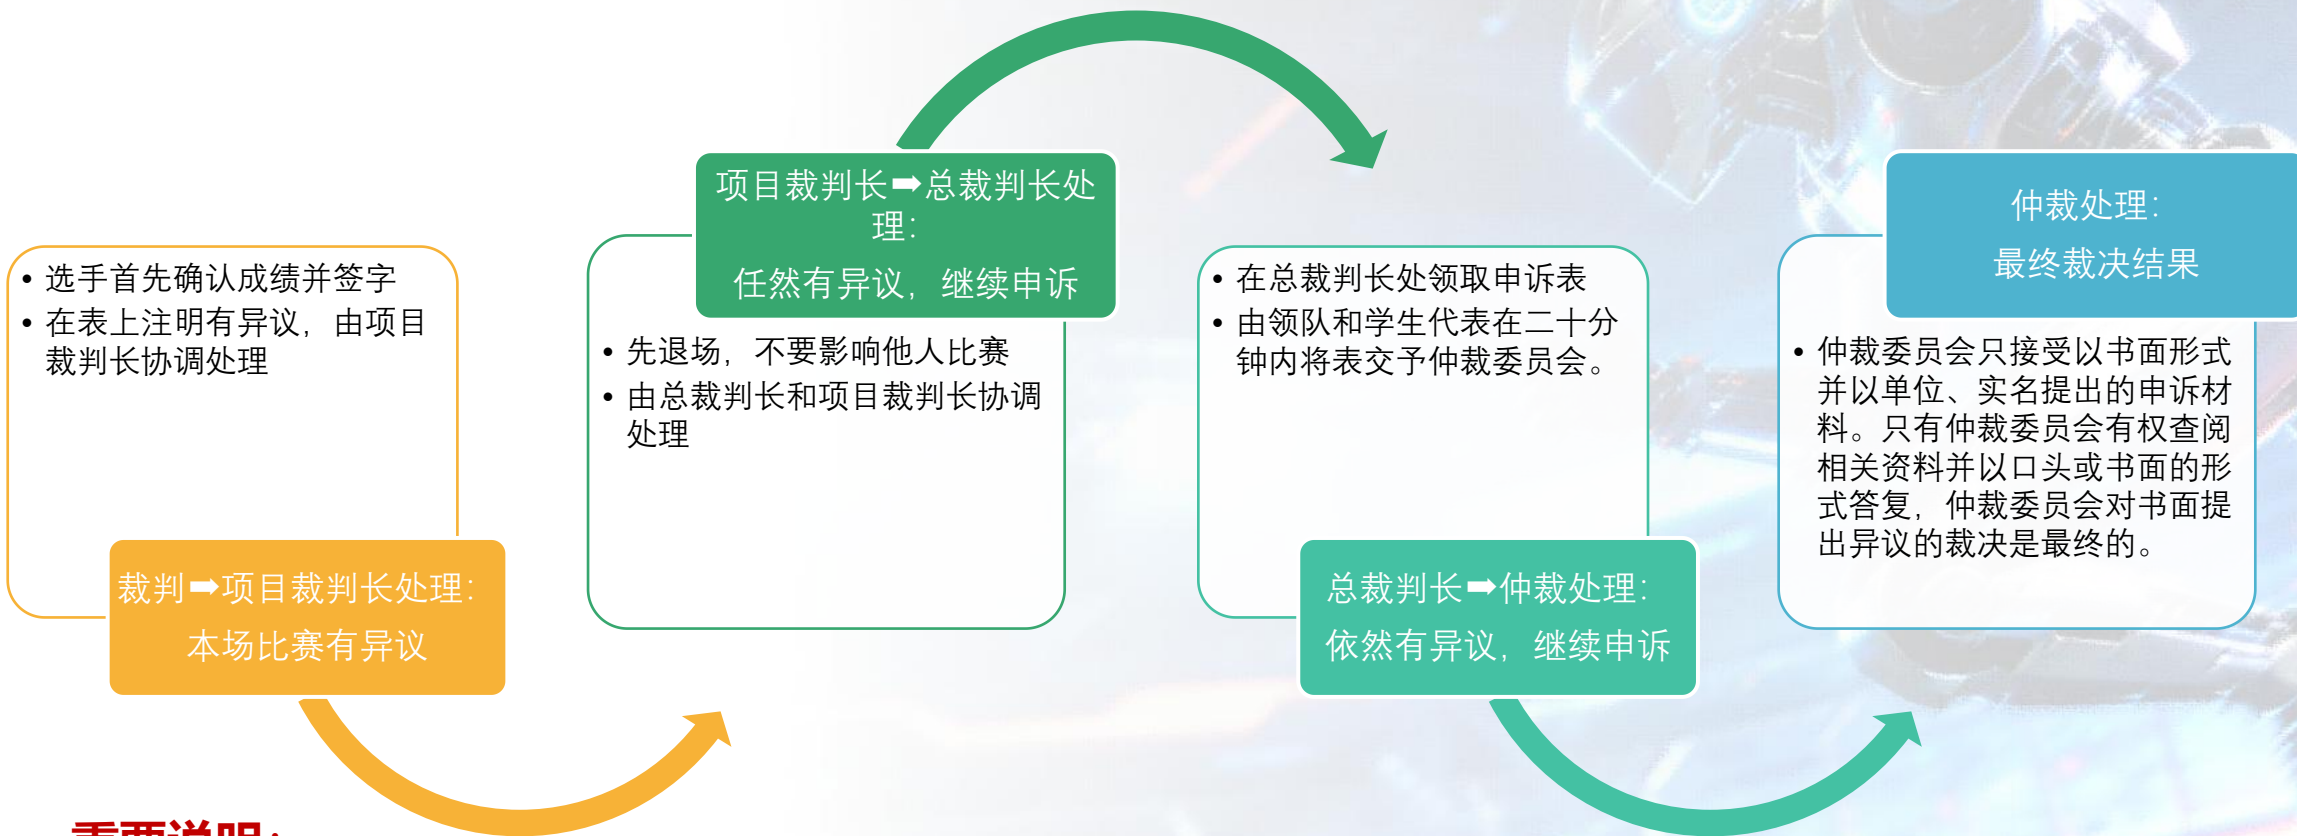 • 选手首先确认成绩并签字
• 在表上注明有异议，由项目
裁判长协调处理
裁判➡项目裁判长处理：
本场比赛有异议
项目裁判长➡总裁判长处
理：
任然有异议，继续申诉
• 先退场，不要影响他人比赛
• 由总裁判长和项目裁判长协调
处理
• 在总裁判长处领取申诉表
• 由领队和学生代表在二十分
钟内将表交予仲裁委员会。
总裁判长➡仲裁处理：
依然有异议，继续申诉
仲裁处理：
最终裁决结果
• 仲裁委员会只接受以书面形式
并以单位、实名提出的申诉材
料。只有仲裁委员会有权查阅
相关资料并以口头或书面的形
式答复，仲裁委员会对书面提
出异议的裁决是最终的。
重要说明：